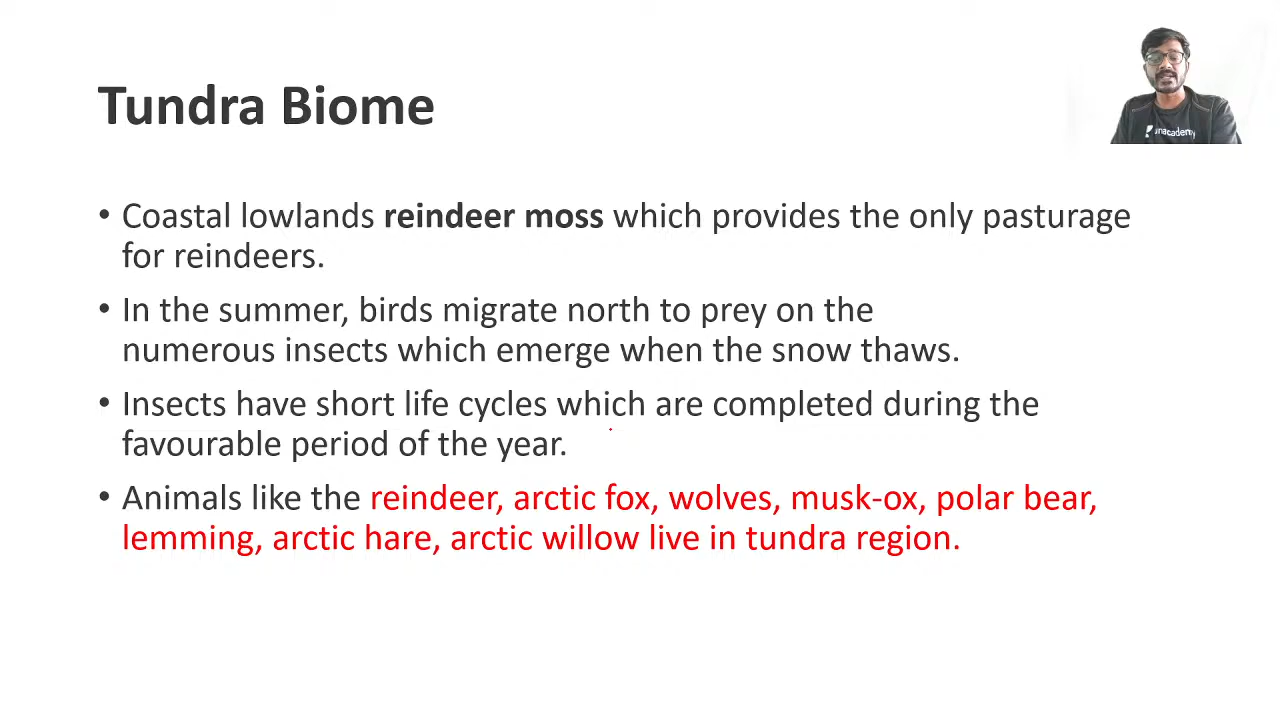 Tundra Biome
unacademy
• Coastal lowlands reindeer moss which provides the only pasturage
for reindeers.
• In the summer, birds migrate north to prey on the
numerous insects which emerge when the snow thaws.
• Insects have short life cycles which are completed during the
favourable period of the year.
• Animals like the reindeer, arctic fox, wolves, musk-ox, polar bear,
lemming, arctic hare, arctic willow live in tundra region.